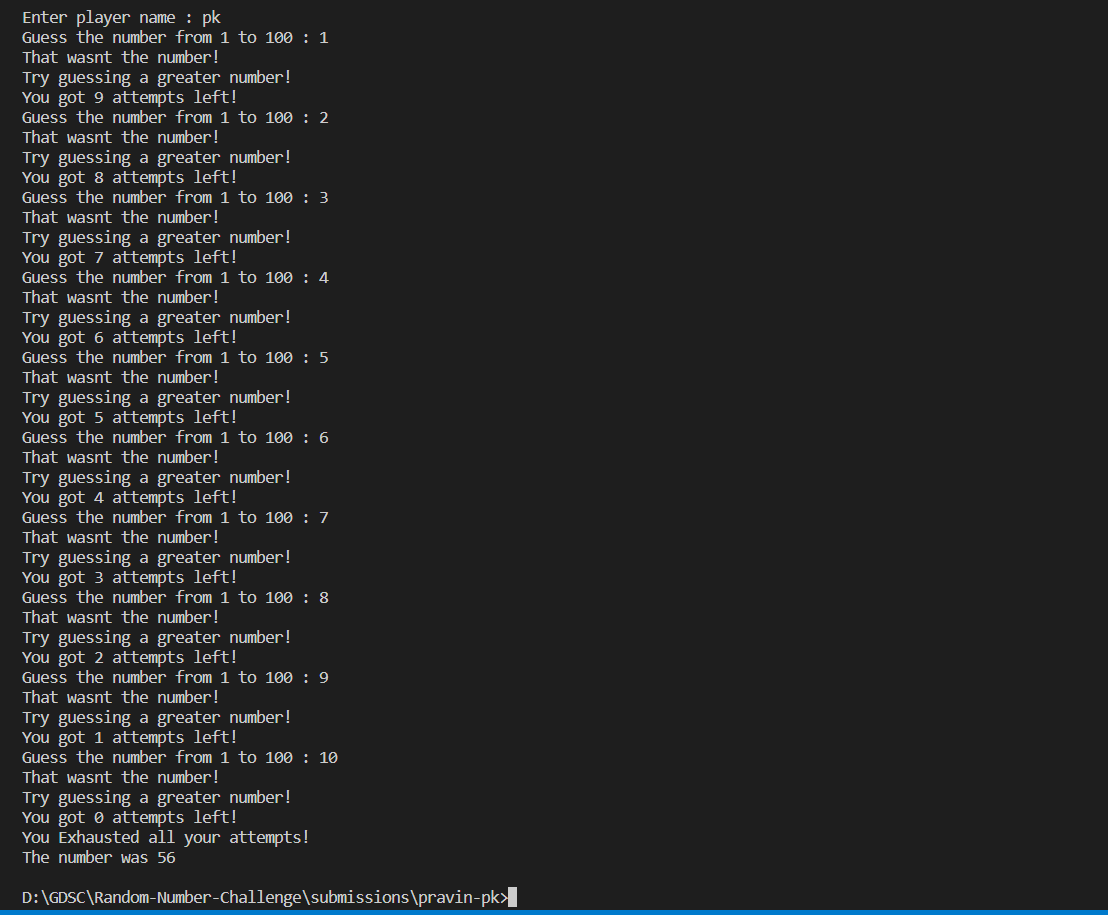 Enter player name : pk
Guess the number from 1 to 100 : 1
That wasnt the number!
Try guessing a greater number!
You got 9 attempts left!
Guess the number from 1 to 100 : 2
That wasnt the number!
Try guessing a greater number!
You got 8 attempts left!
Guess the number from 1 to 100 : 3
That wasnt the number!
Try guessing a greater number!
You got 7 attempts left!
Guess the number from 1 to 100 : 4
That wasnt the number!
Try guessing a greater number!
You got 6 attempts left!
Guess the number from 1 to 100 : 5
That wasnt the number!
Try guessing a greater number!
You got 5 attempts left!
Guess the number from 1 to 100 : 6
That wasnt the number!
Try guessing a greater number!
You got 4 attempts left!
Guess the number from 1 to 100 : 7
That wasnt the number!
Try guessing a greater number!
You got 3 attempts left!
Guess the number from 1 to 100 : 8
That wasnt the number!
Try guessing a greater number!
You got 2 attempts left!
Guess the number from 1 to 100 : 9
That wasnt the number!
Try guessing a greater number!
You got 1 attempts left!
Guess the number from 1 to 100 : 10
That wasnt the number!
Try guessing a greater number!
You got 0 attempts left!
You Exhausted all your attempts!
The number was 56
D:\GDSC\Random-Number-Challenge\submissions\pravin-pk>